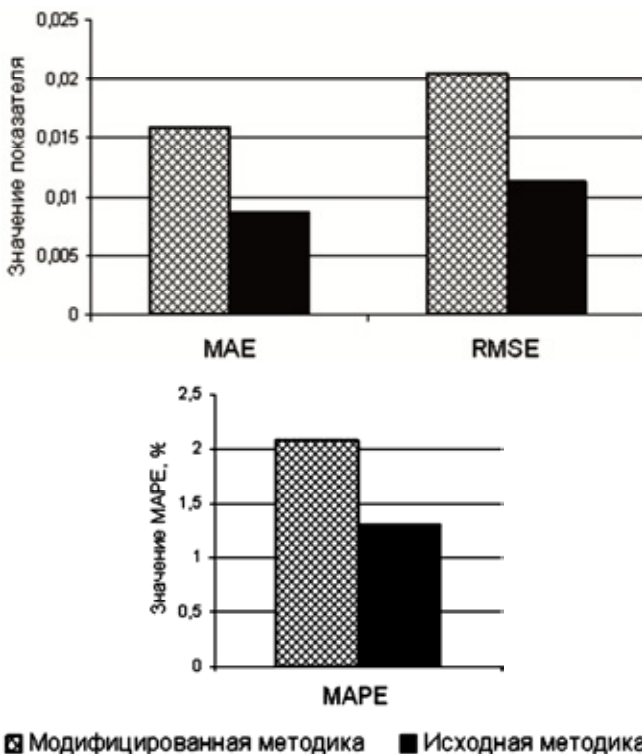 0,025
0,02
0,015
0,01
0,005
0
Значение показателя
MAE
RMSE
2,5
2
1,5
1
0,5
0
Значение MAPE, %
MAPE
Модифицированная методика
Исходная методика